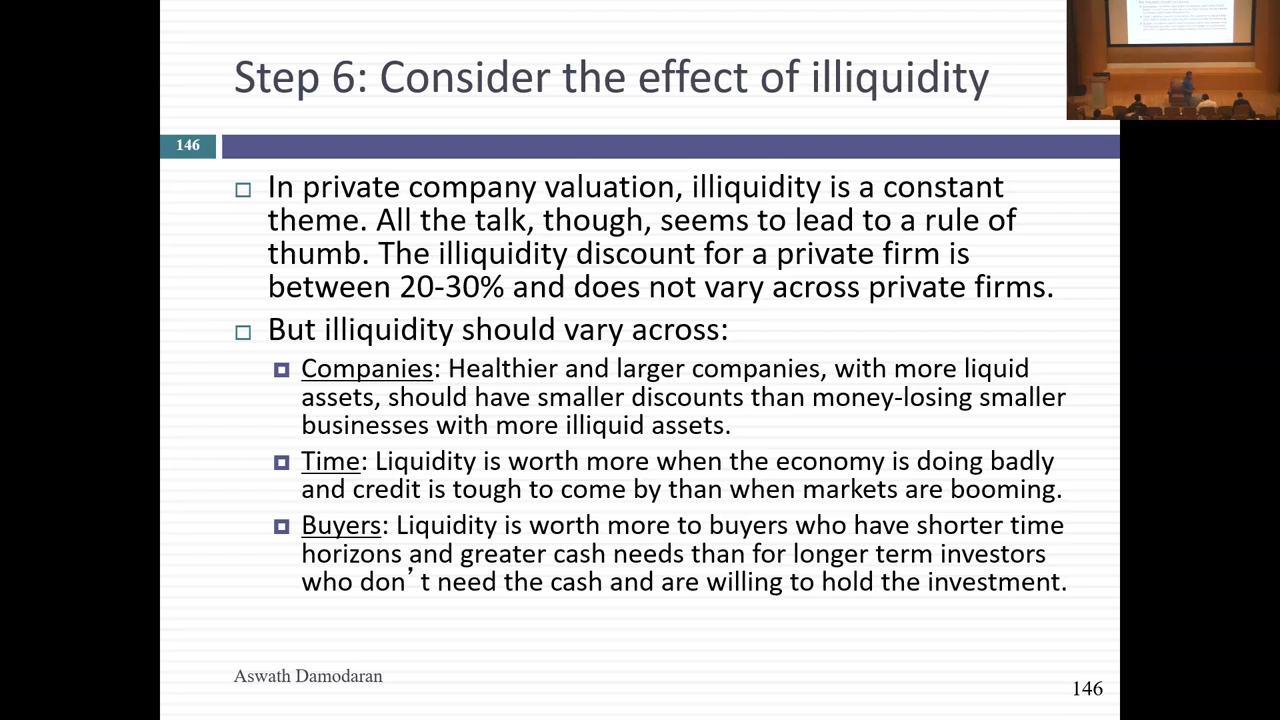 Step 6: Consider the effect of illiquidity
146
In private company valuation, illiquidity is a constant
theme. All the talk, though, seems to lead to a rule of
thumb. The illiquidity discount for a private firm is
between 20-30% and does not vary across private firms.
But illiquidity should vary across:
Companies: Healthier and larger companies, with more liquid
assets, should have smaller discounts than money-losing smaller
businesses with more illiquid assets.
Time: Liquidity is worth more when the economy is doing badly
and credit is tough to come by than when markets are booming.
Buyers: Liquidity is worth more to buyers who have shorter time
horizons and greater cash needs than for longer term investors
who don’t need the cash and are willing to hold the investment.
Aswath Damodaran
146